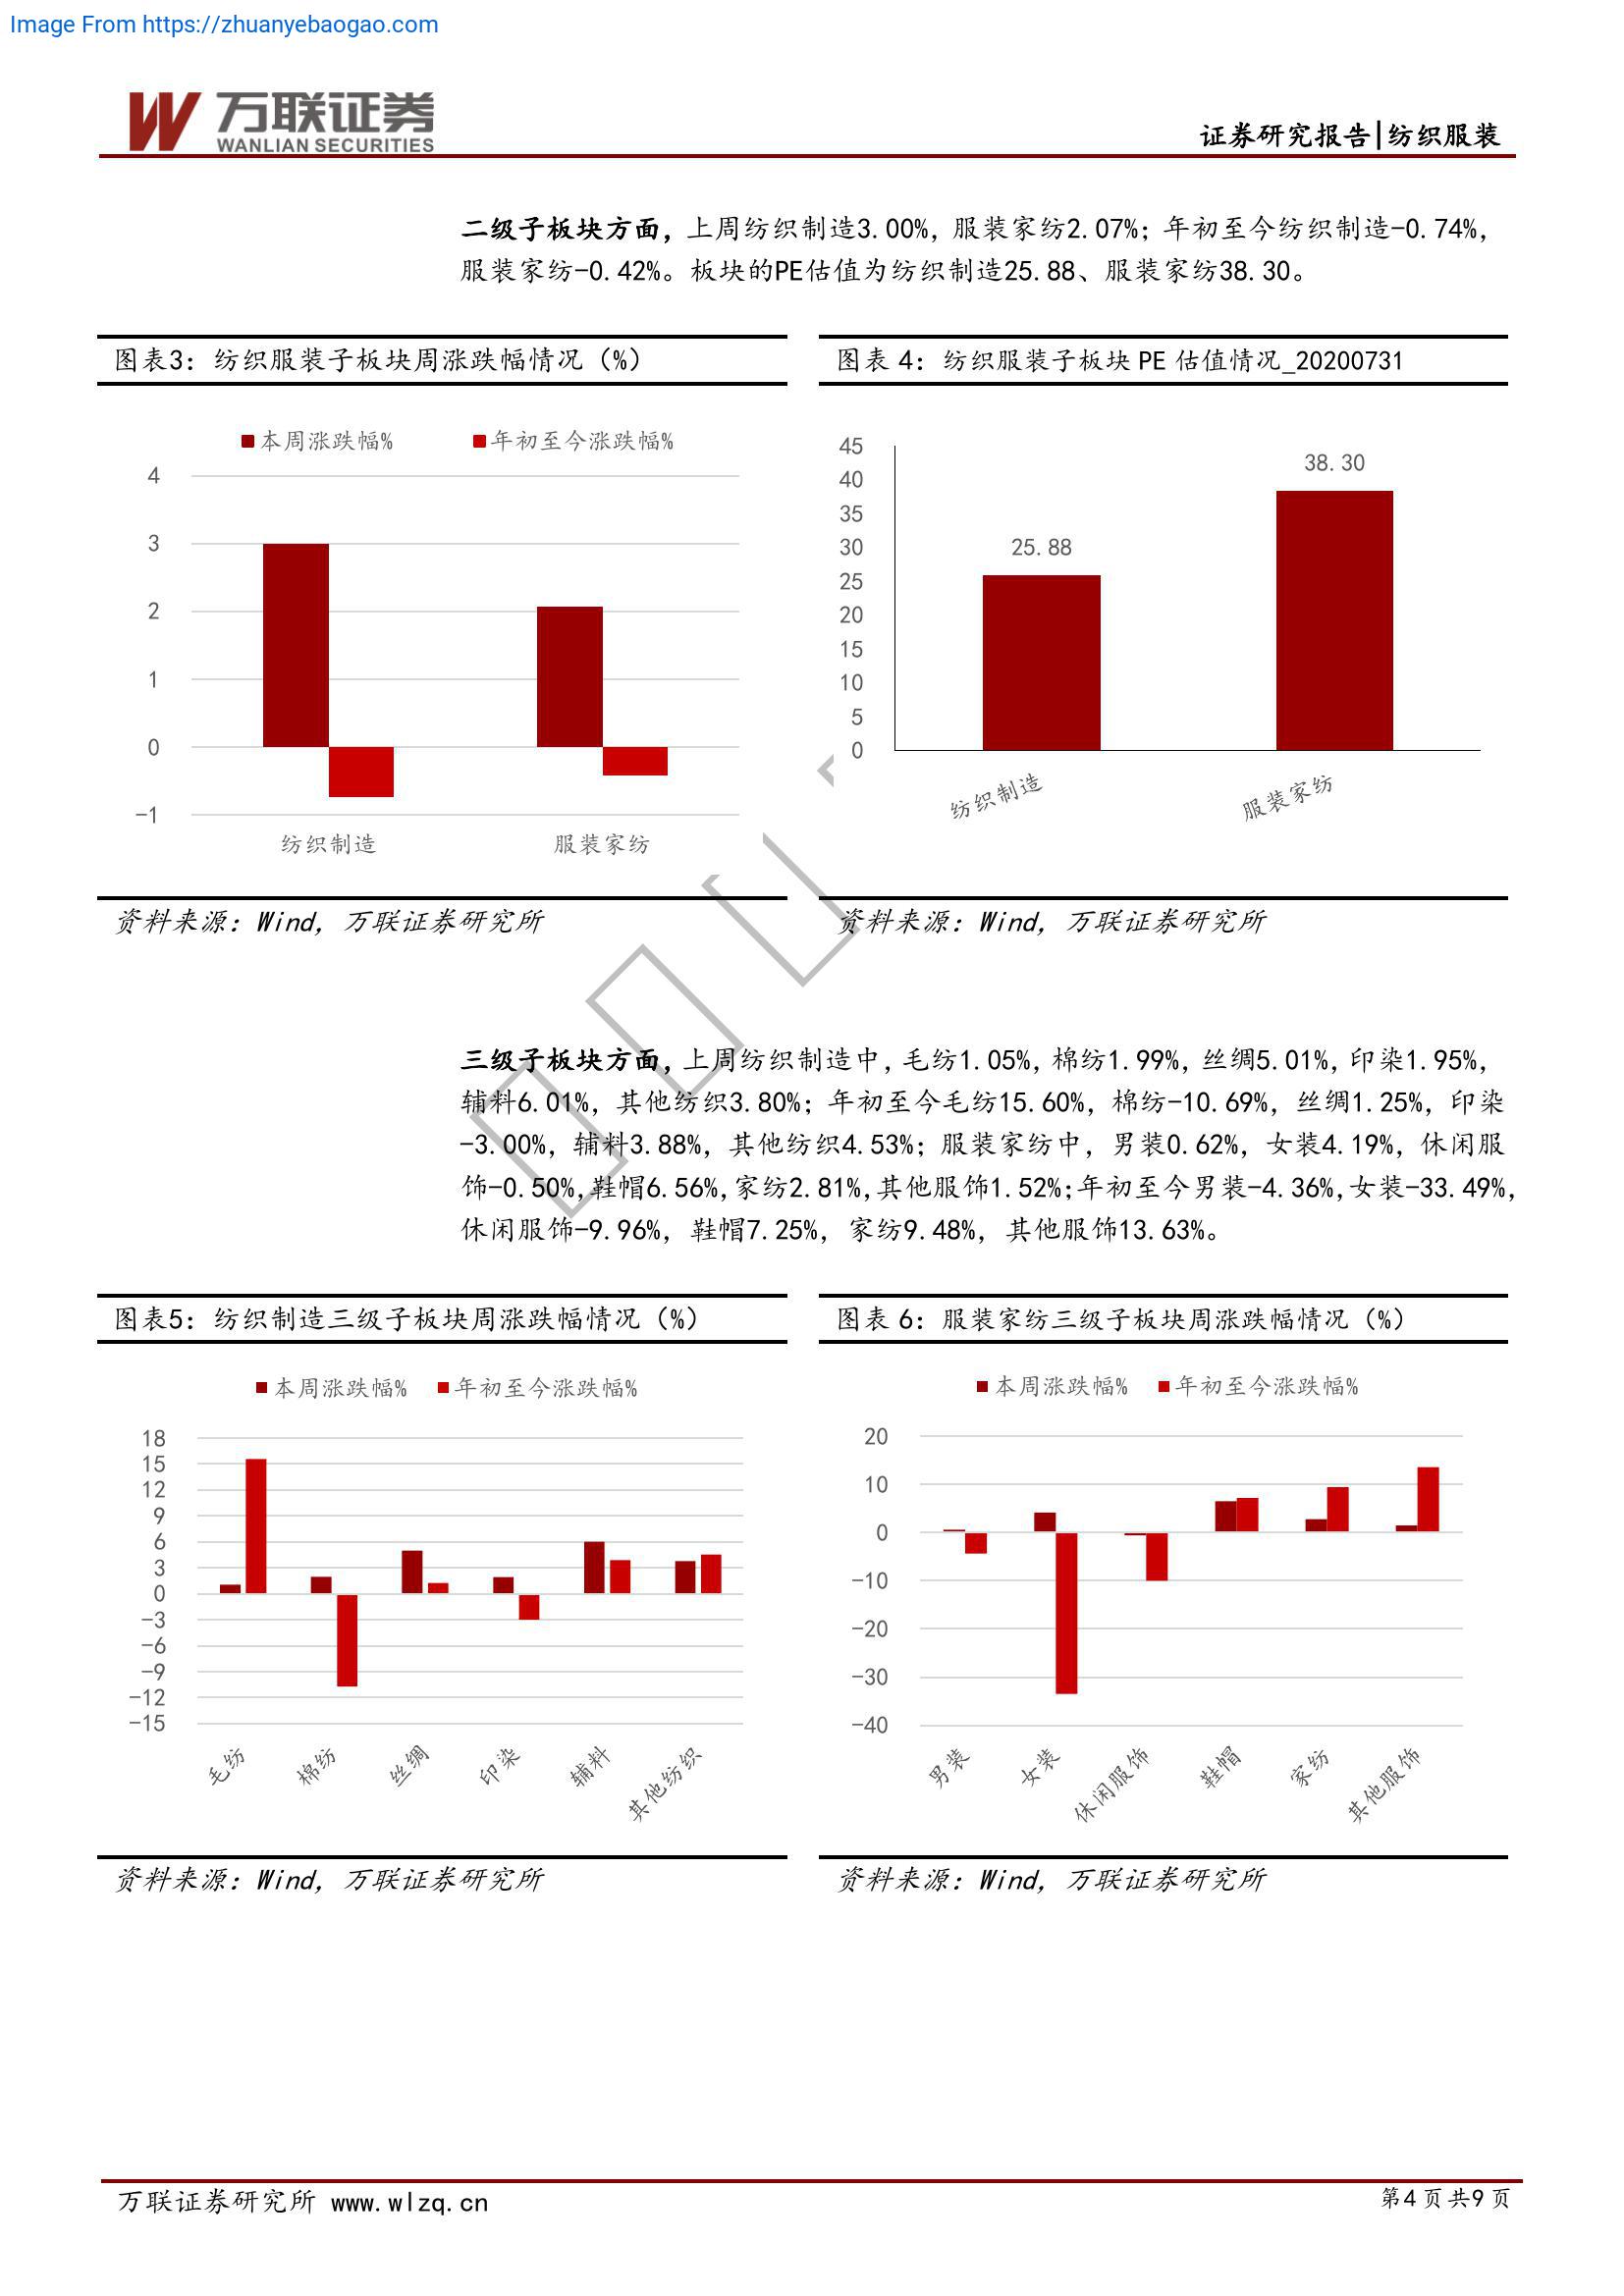 Image From https://zhuanyebaogao.com
万联证券
WANLIAN SECURITIES
证券研究报告|纺织服装
二级子板块方面，上周纺织制造3.00%，服装家纺2.07%；年初至今纺织制造-0.74%，
服装家纺-0.42%。板块的PE估值为纺织制造25.88、服装家纺38.30。
图表3：纺织服装子板块周涨跌幅情况（%）
本周涨跌幅% 年初至今涨跌幅%
4
3
2
1
0
-1
纺织制造 服装家纺
资料来源：Wind，万联证券研究所
图表 4：纺织服装子板块 PE 估值情况_20200731
45
40
35
30
25
20
15
10
5
0
25.88
38.30
纺织制造 服装家纺
资料来源：Wind，万联证券研究所
三级子板块方面，上周纺织制造中，毛纺1.05%，棉纺1.99%，丝绸5.01%，印染1.95%，
辅料6.01%，其他纺织3.80%；年初至今毛纺15.60%，棉纺-10.69%，丝绸1.25%，印染
-3.00%，辅料3.88%，其他纺织4.53%；服装家纺中，男装0.62%，女装4.19%，休闲服
饰-0.50%，鞋帽6.56%，家纺2.81%，其他服饰1.52%；年初至今男装-4.36%，女装-33.49%，
休闲服饰-9.96%，鞋帽7.25%，家纺9.48%，其他服饰13.63%。
图表5：纺织制造三级子板块周涨跌幅情况（%）
本周涨跌幅% 年初至今涨跌幅%
18
15
12
9
6
3
0
-3
-6
-9
-12
-15
毛纺 棉纺 丝绸 印染 辅料 其他纺织
资料来源：Wind，万联证券研究所
图表 6：服装家纺三级子板块周涨跌幅情况（%）
本周涨跌幅% 年初至今涨跌幅%
20
10
0
-10
-20
-30
-40
男装 女装 休闲服饰 鞋帽 家纺 其他服饰
资料来源：Wind，万联证券研究所
万联证券研究所 www.wlzq.cn
第4页共9页